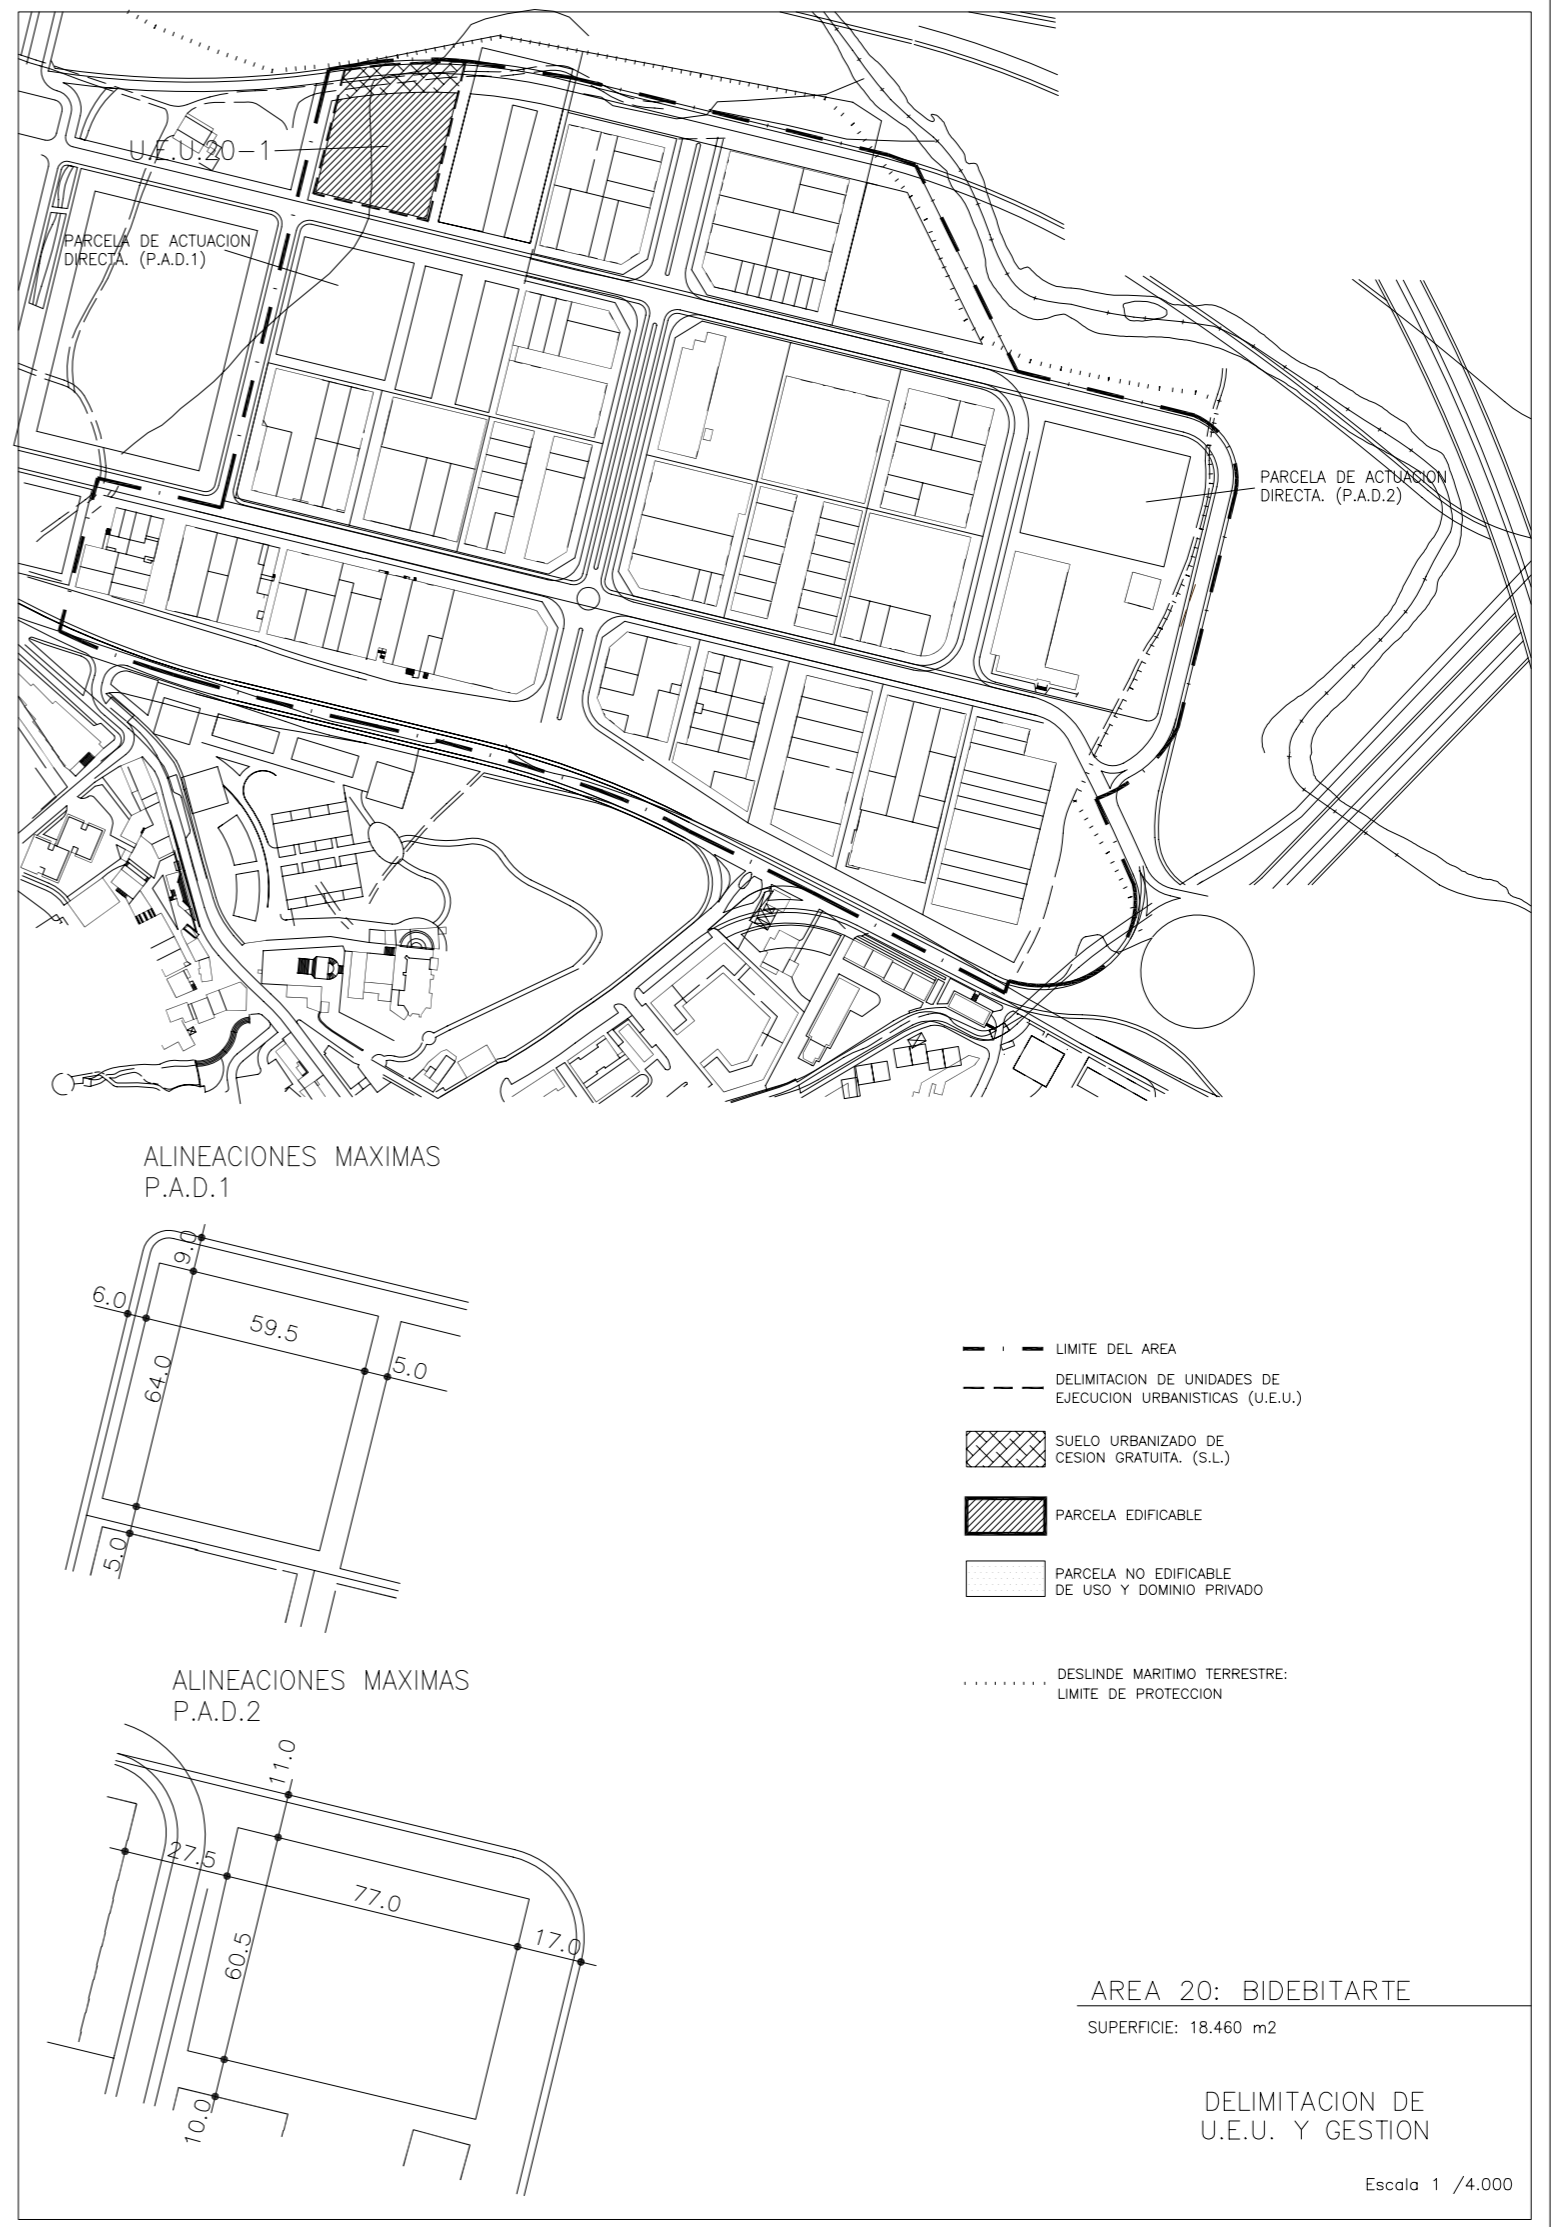 U.E.U.20-1
PARCELA DE ACTUACION
DIRECTA. (P.A.D.1)
PARCELA DE ACTUACION
DIRECTA. (P.A.D.2)
ALINEACIONES MAXIMAS
P.A.D.1
9.0
6.0
59.5
5.0
64.0
5.0
LIMITE DEL AREA
DELIMITACION DE UNIDADES DE
EJECUCION URBANISTICAS (U.E.U.)
SUELO URBANIZADO DE
CESION GRATUITA. (S.L.)
PARCELA EDIFICABLE
PARCELA NO EDIFICABLE
DE USO Y DOMINIO PRIVADO
DESLINDE MARITIMO TERRESTRE:
LIMITE DE PROTECCION
ALINEACIONES MAXIMAS
P.A.D.2
11.0
27.5
77.0
17.0
60.5
10.0
AREA 20: BIDEBITARTE
SUPERFICIE: 18.460 m2
DELIMITACION DE
U.E.U. Y GESTION
Escala 1 /4.000